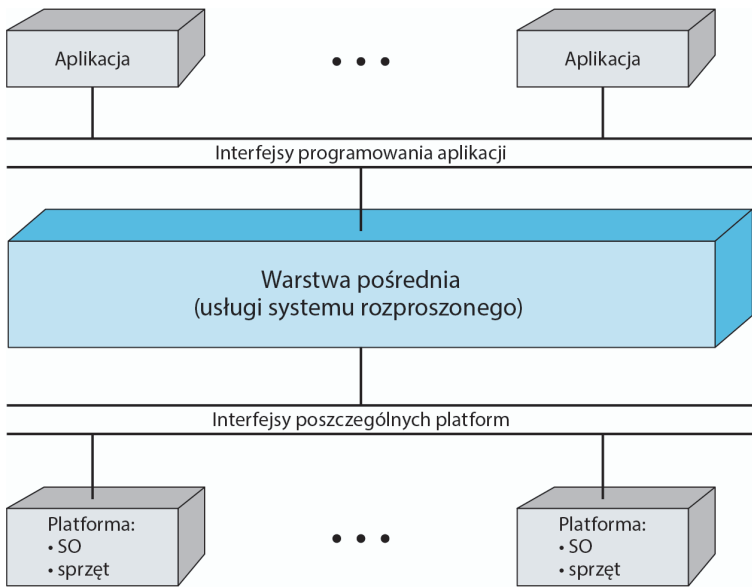 Aplikacja
• • •
Aplikacja
Interfejsy programowania aplikacji
Warstwa pośrednia
(usługi systemu rozproszonego)
Interfejsy poszczególnych platform
Platforma:
• SO
• sprzęt
• • •
Platforma:
• SO
• sprzęt